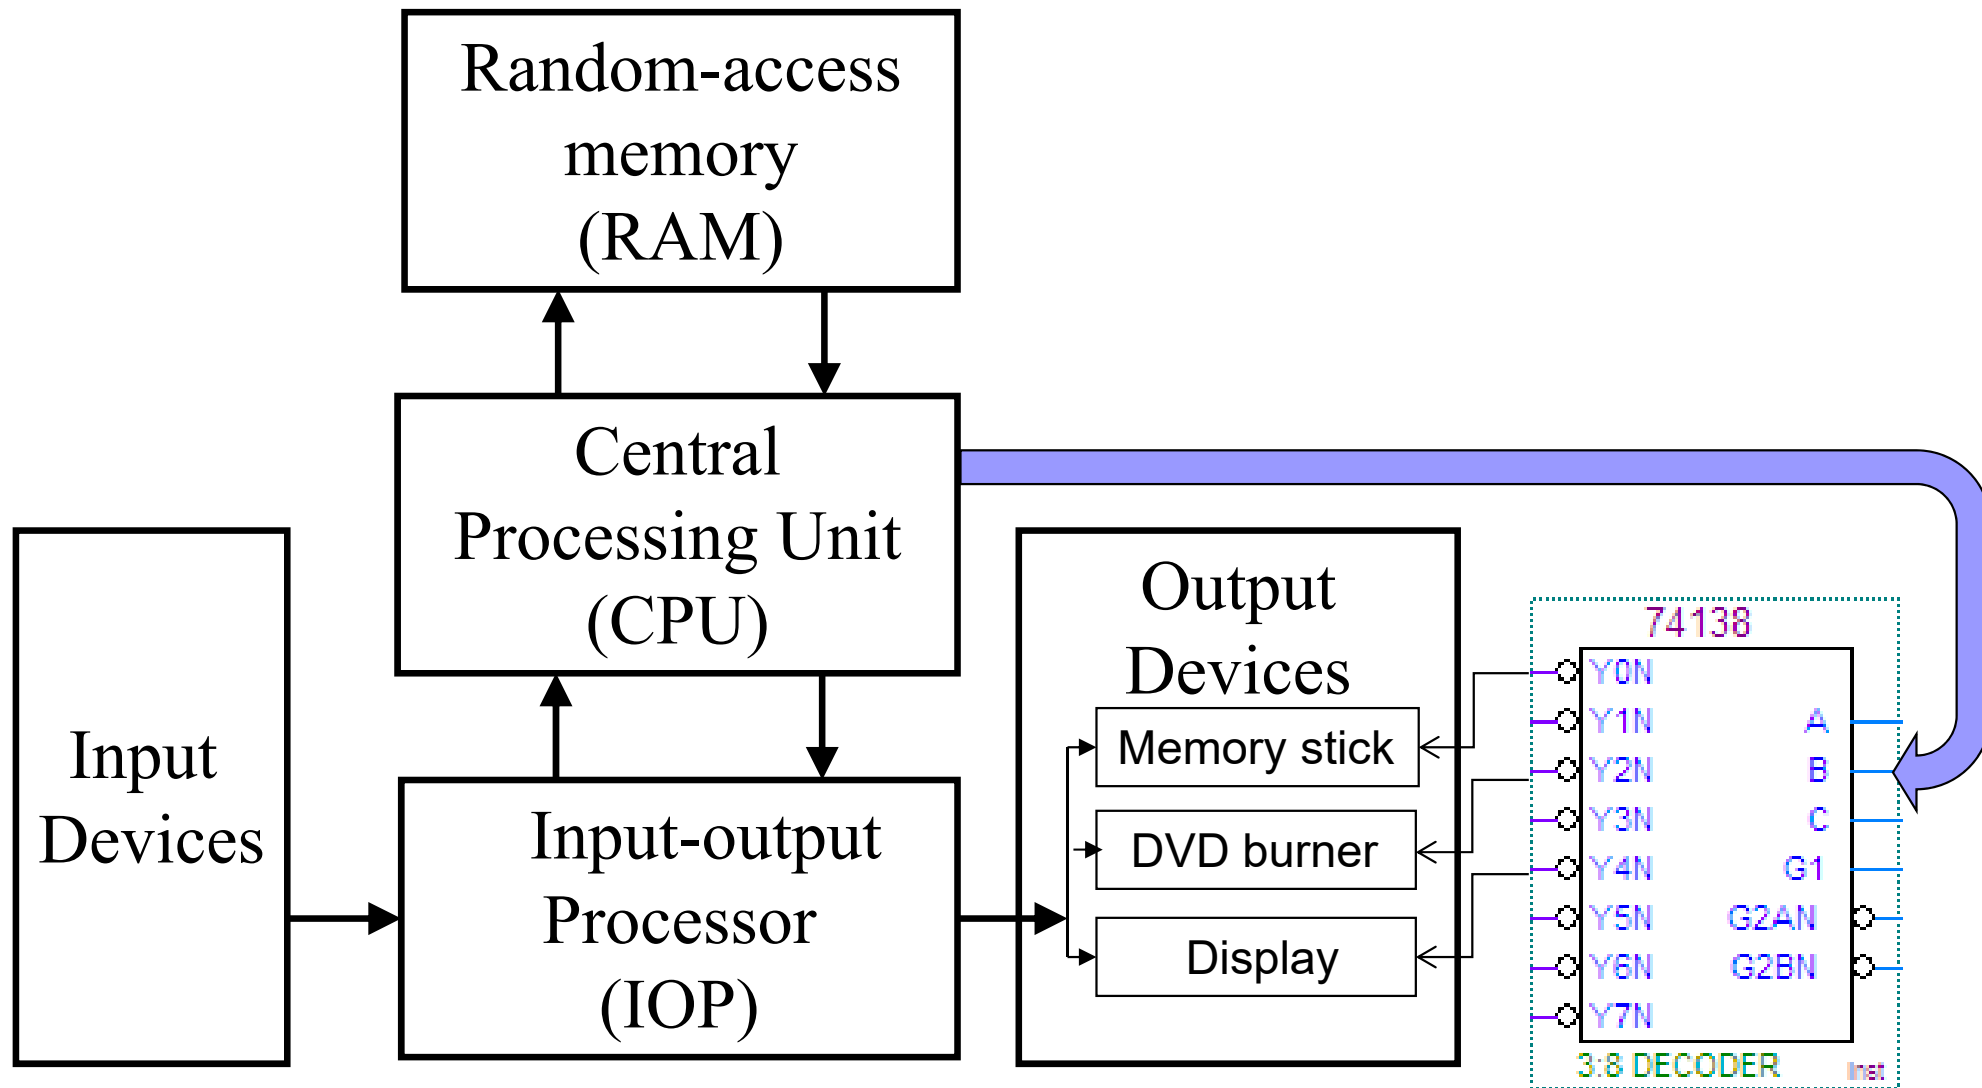 Random-access
memory
(RAM)
Central
Processing Unit
(CPU)
Input
Devices
Input-output
Processor
(IOP)
Output
Devices
Memory stick
DVD burner
Display
74138
Y0N
Y1N
Y2N
Y3N
Y4N
Y5N
Y6N
Y7N
A
B
C
G1
G2AN
G2BN
3:8 DECODER
inst